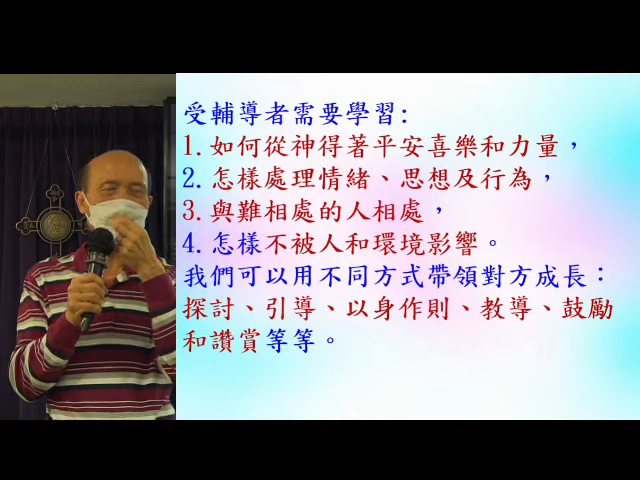 受輔導者需要學習:
1.如何從神得著平安喜樂和力量，
2.怎樣處理情緒、思想及行為，
3.與難相處的人相處，
4.怎樣不被人和環境影響。
我們可以用不同方式帶領對方成長：
探討、引導、以身作則、教導、鼓勵
和讚賞等等。